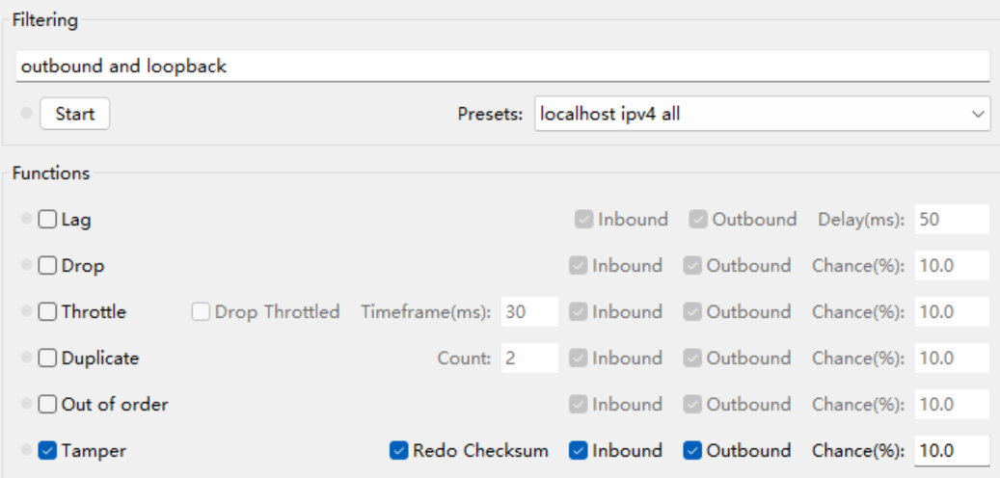 Filtering
outbound and loopback
Start Presets: localhost ipv4 all
Functions
Lag Inbound Outbound Delay(ms): 50
Drop Inbound Outbound Chance(%): 10.0
Throttle Drop Throttled Timeframe(ms): 30 Inbound Outbound Chance(%): 10.0
Duplicate Count: 2 Inbound Outbound Chance(%): 10.0
Out of order Inbound Outbound Chance(%): 10.0
Tamper Redo Checksum Inbound Outbound Chance(%): 10.0